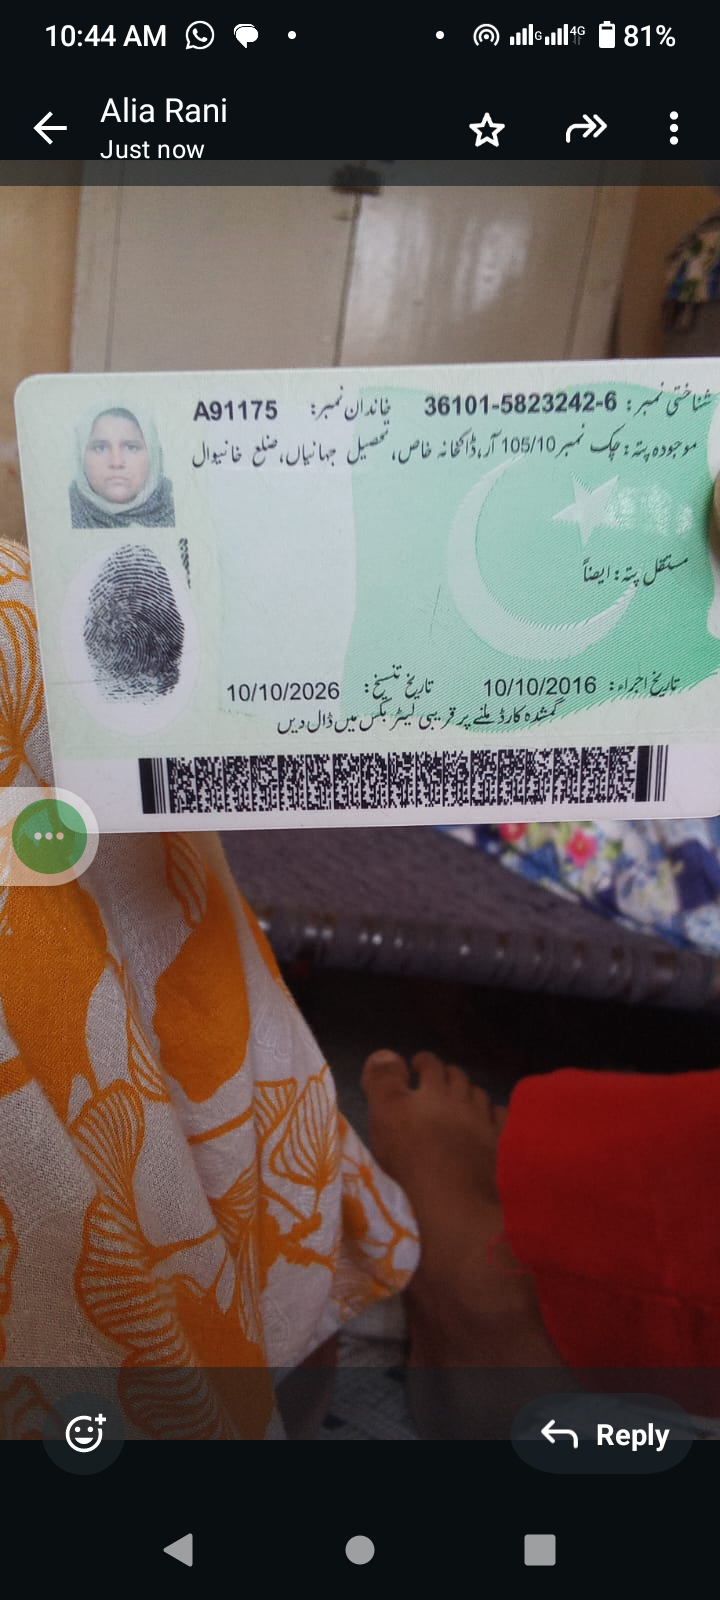 10:44 AM G 4G 81%
Alia Rani
Just now
شناختی نمبر: 36101-5823242-6 خاندان نمبر: A91175
موجودہ پتہ: چک نمبر 105/10 آر، ڈاکخانہ خاص، تحصیل جہانیاں، ضلع خانیوال
مستقل پتہ: ایضاً
تاریخ اجراء: 10/10/2016 تاریخ تنسیخ: 10/10/2026
گمشدہ کارڈ ملنے پر قریبی لیٹر بکس میں ڈال دیں
Reply